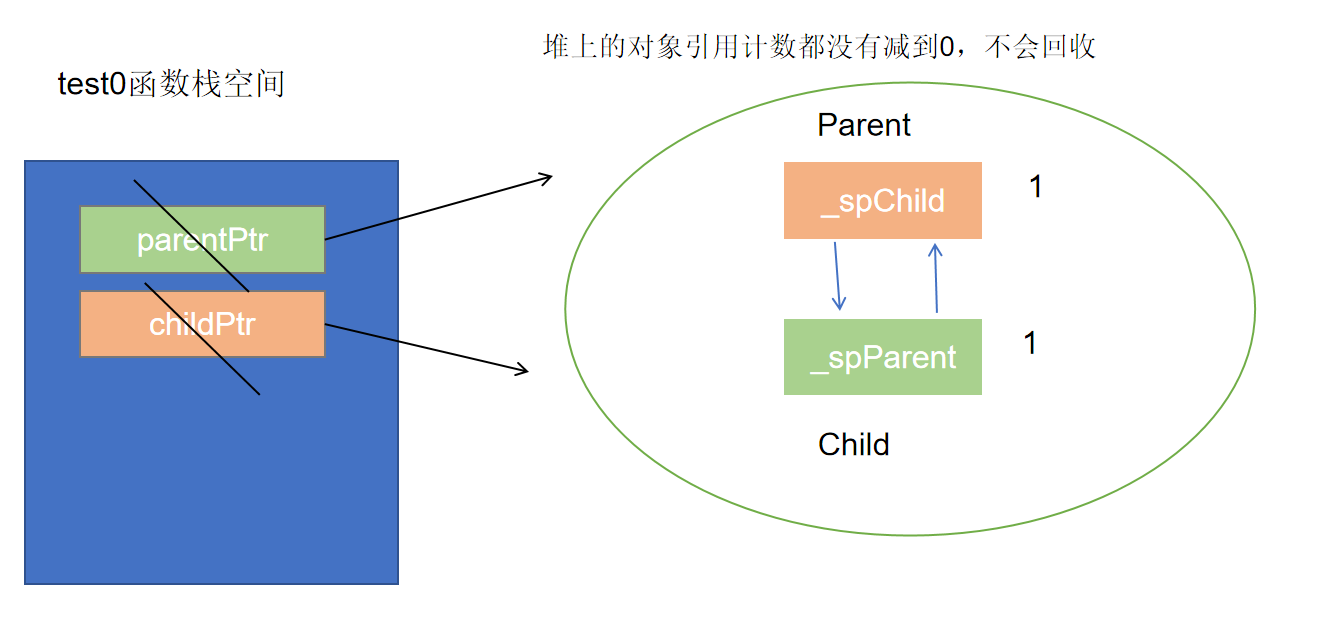 堆上的对象引用计数都没有减到0，不会回收
test0函数栈空间
Parent
parentPtr
_spChild
1
childPtr
_spParent
1
Child